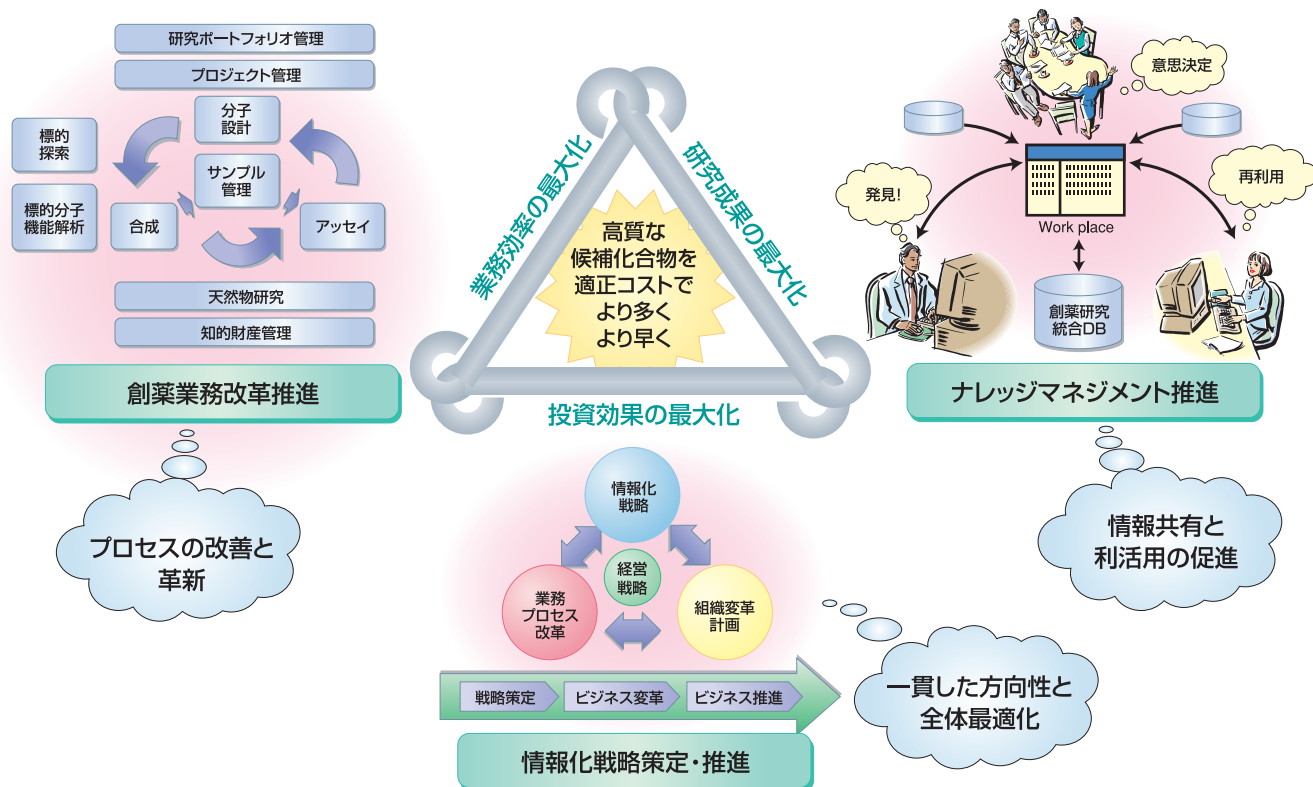 研究ポートフォリオ管理
プロジェクト管理
分子
設計
標的
探索
サンプル
管理
標的分子
機能解析
合成
アッセイ
天然物研究
知的財産管理
創薬業務改革推進
プロセスの改善と
革新
業務効率の最大化
研究成果の最大化
高質な
候補化合物を
適正コストで
より多く
より早く
投資効果の最大化
意思決定
発見!
再利用
Work place
創薬研究
統合DB
ナレッジマネジメント推進
情報共有と
利活用の促進
情報化
戦略
経営
戦略
業務
プロセス
改革
組織変革
計画
戦略策定
ビジネス変革
ビジネス推進
情報化戦略策定・推進
一貫した方向性と
全体最適化